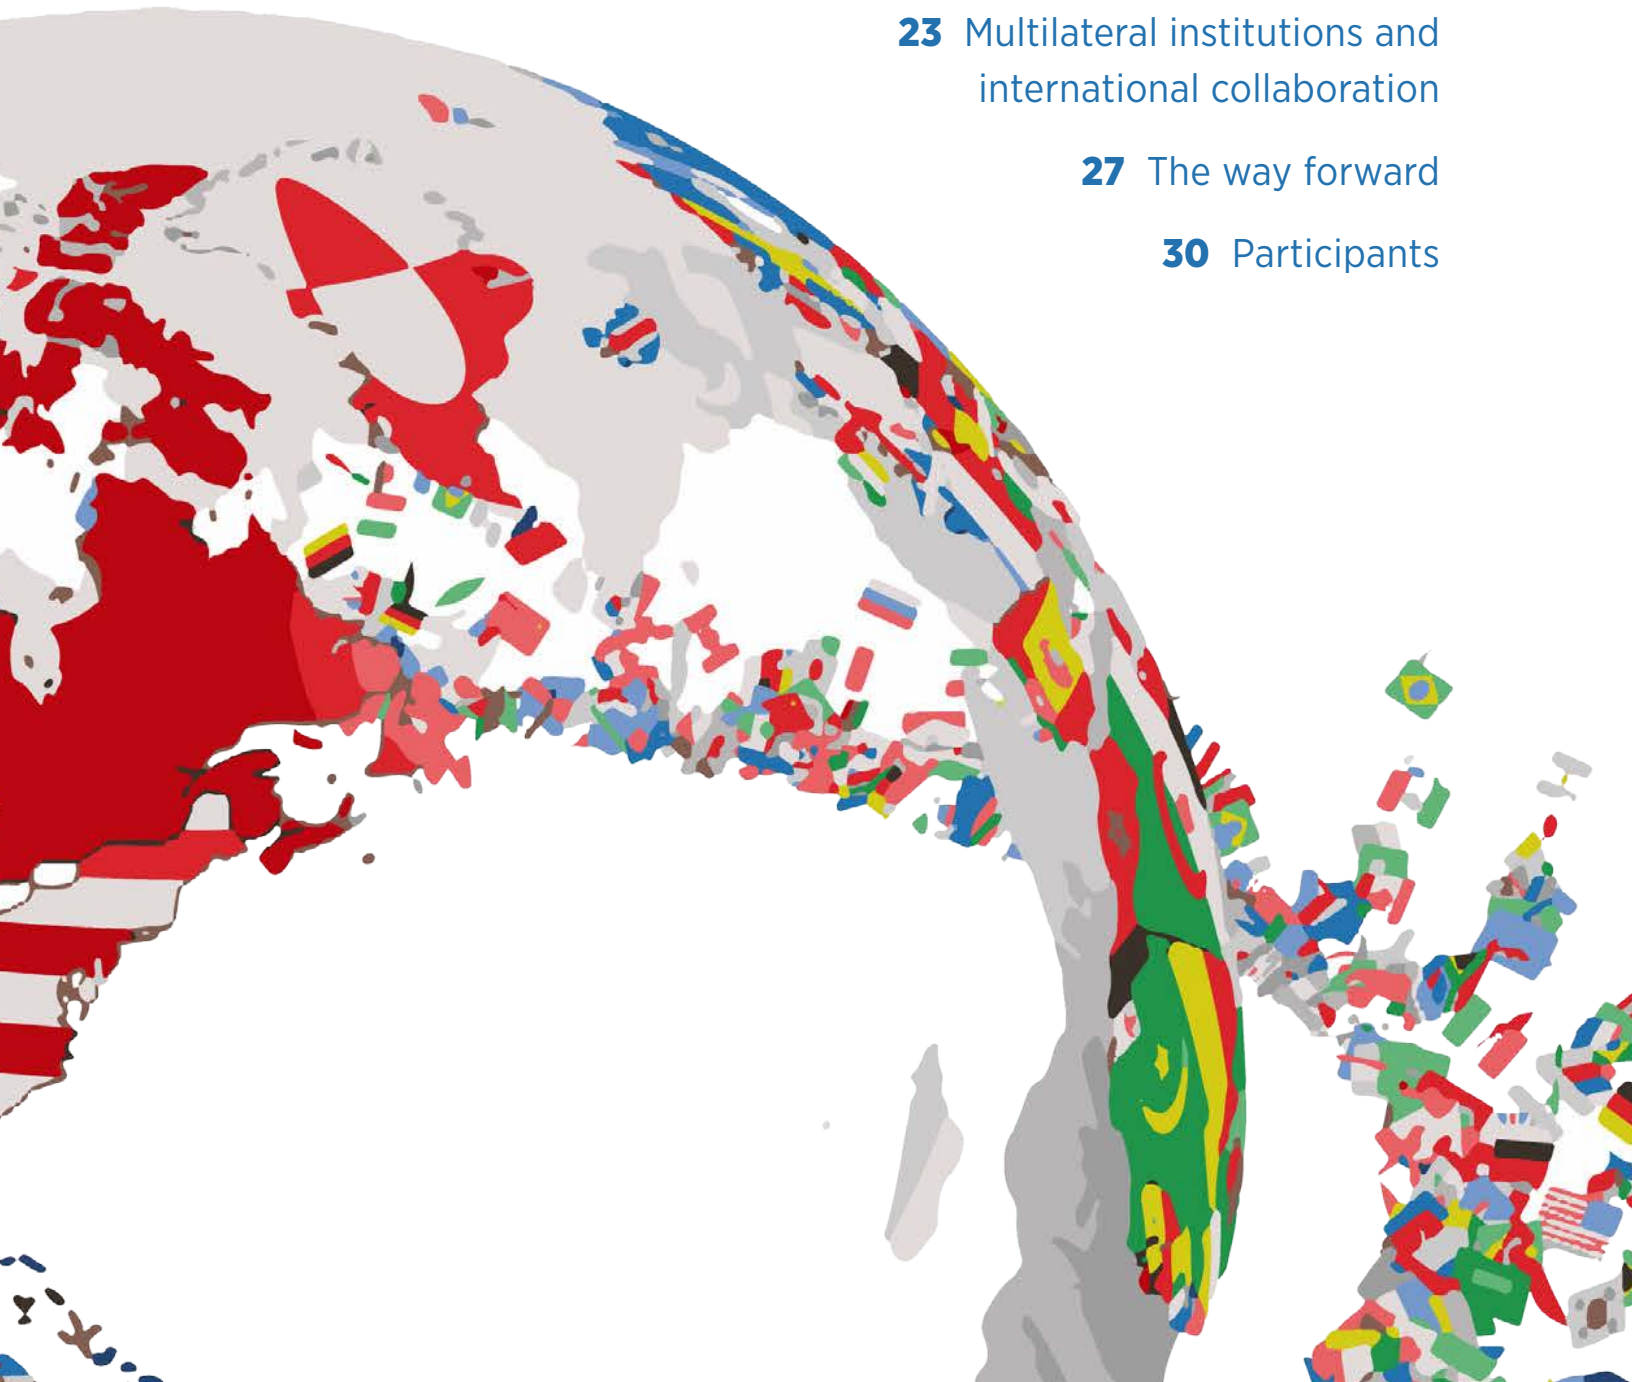 23 Multilateral institutions and
international collaboration
27 The way forward
30 Participants